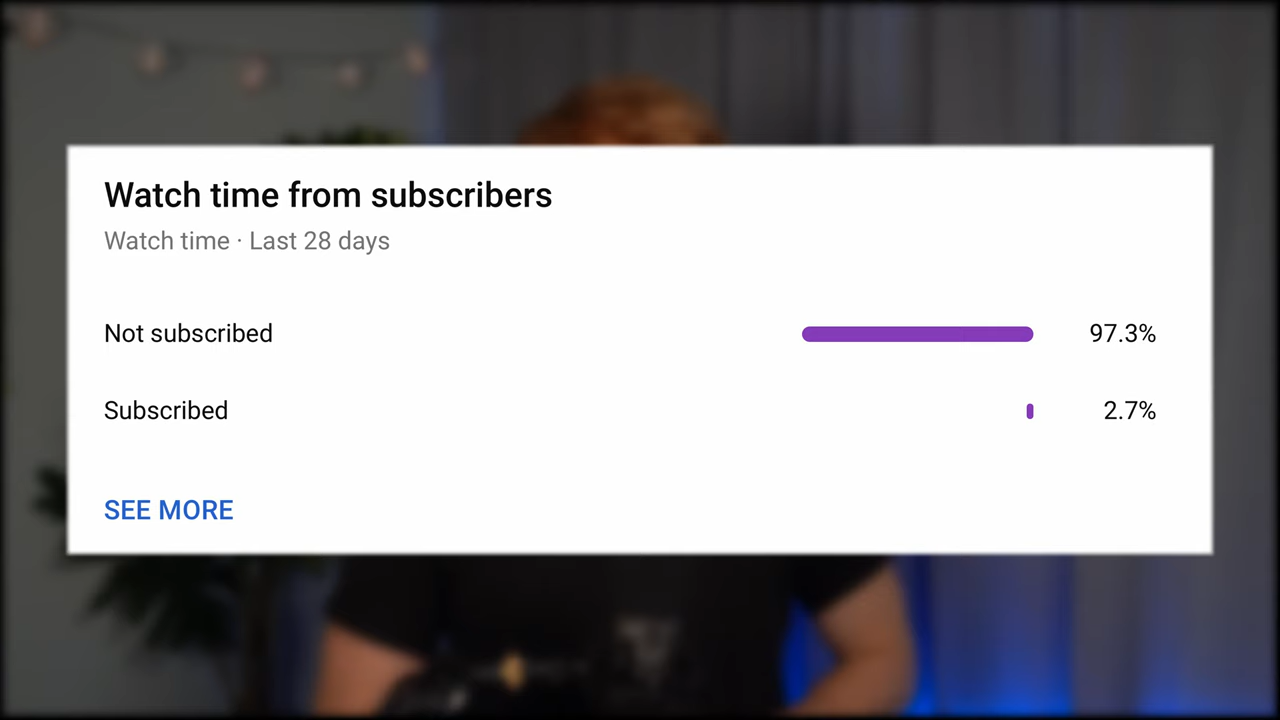 Watch time from subscribers
Watch time · Last 28 days
Not subscribed 97.3%
Subscribed 2.7%
SEE MORE